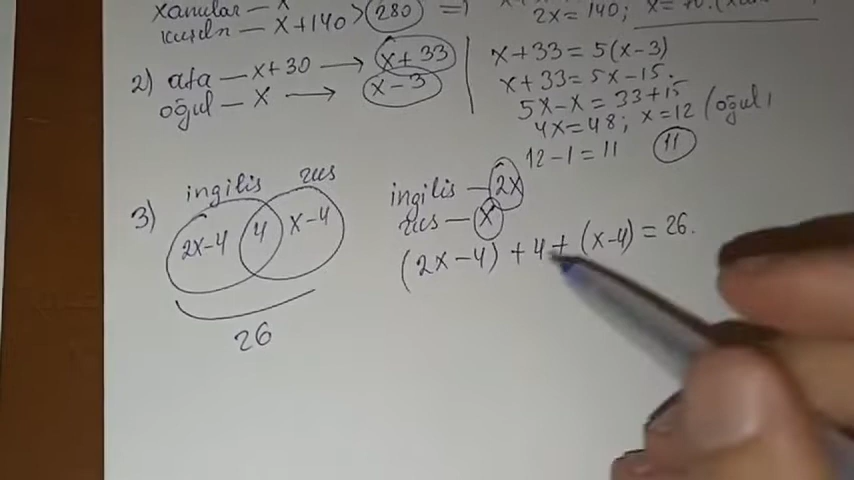 xanımlar — x
kişilər — x+140 > 280 =>
2x = 140;
2) ata — x+30 → x+33
oğul — x → x-3
x+33 = 5(x-3)
x+33 = 5x-15.
5x-x = 33+15
4x = 48; x = 12 (oğul)
12-1 = 11 11
3) ingilis rus
2x-4 4 x-4
26
ingilis — 2x
rus — x
(2x-4) + 4 + (x-4) = 26.